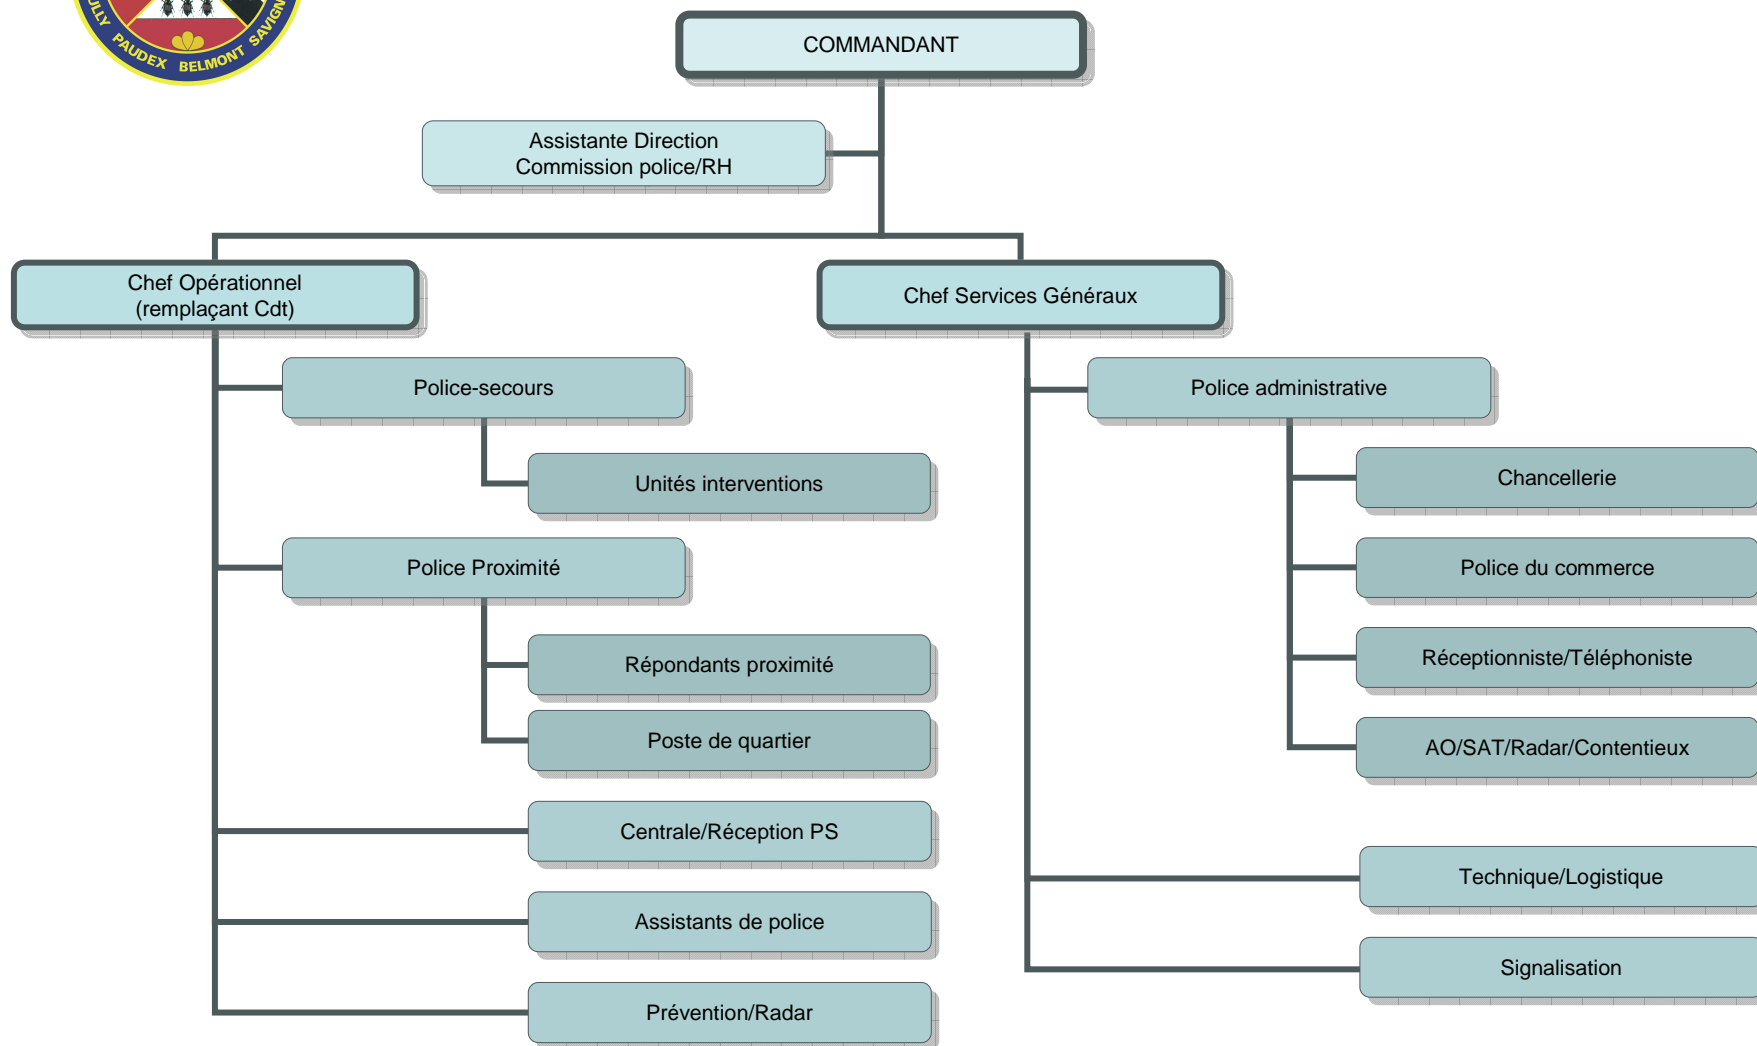 PAUDEX BELMONT
COMMANDANT
Assistante Direction
Commission police/RH
Chef Opérationnel
(remplaçant Cdt)
Chef Services Généraux
Police-secours
Police administrative
Unités interventions
Chancellerie
Police Proximité
Police du commerce
Répondants proximité
Réceptionniste/Téléphoniste
Poste de quartier
AO/SAT/Radar/Contentieux
Centrale/Réception PS
Technique/Logistique
Assistants de police
Signalisation
Prévention/Radar